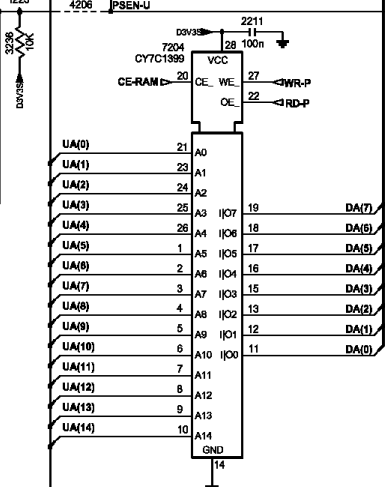 4206 PSEN-U
3236
10K
D3V3S
D3V3S
2211
100n
7204
CY7C1399
28
VCC
CE-RAM 20 CE_ WE_ 27 WR-P
OE_ 22 RD-P
UA(0) 21 A0
UA(1) 23 A1
UA(2) 24 A2
UA(3) 25 A3 I|O7 19 DA(7)
UA(4) 26 A4 I|O6 18 DA(6)
UA(5) 1 A5 I|O5 17 DA(5)
UA(6) 2 A6 I|O4 16 DA(4)
UA(7) 3 A7 I|O3 15 DA(3)
UA(8) 4 A8 I|O2 13 DA(2)
UA(9) 5 A9 I|O1 12 DA(1)
UA(10) 6 A10 I|O0 11 DA(0)
UA(11) 7 A11
UA(12) 8 A12
UA(13) 9 A13
UA(14) 10 A14
GND
14